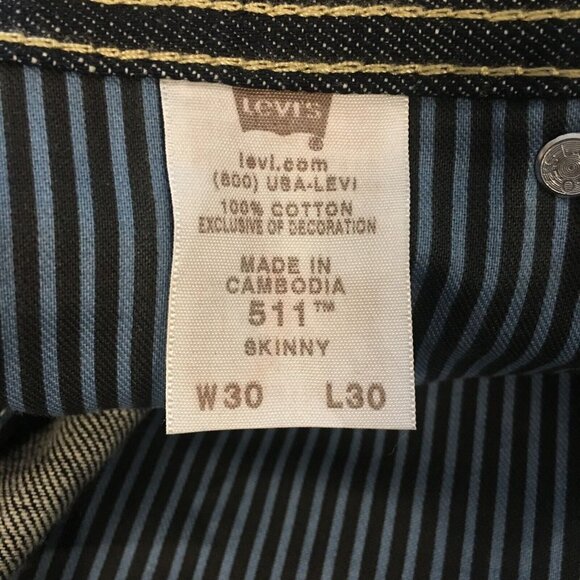 LEVI'S
®
levi.com
(800) USA-LEVI
100% COTTON
EXCLUSIVE OF DECORATION
MADE IN
CAMBODIA
511™
SKINNY
W30 L30